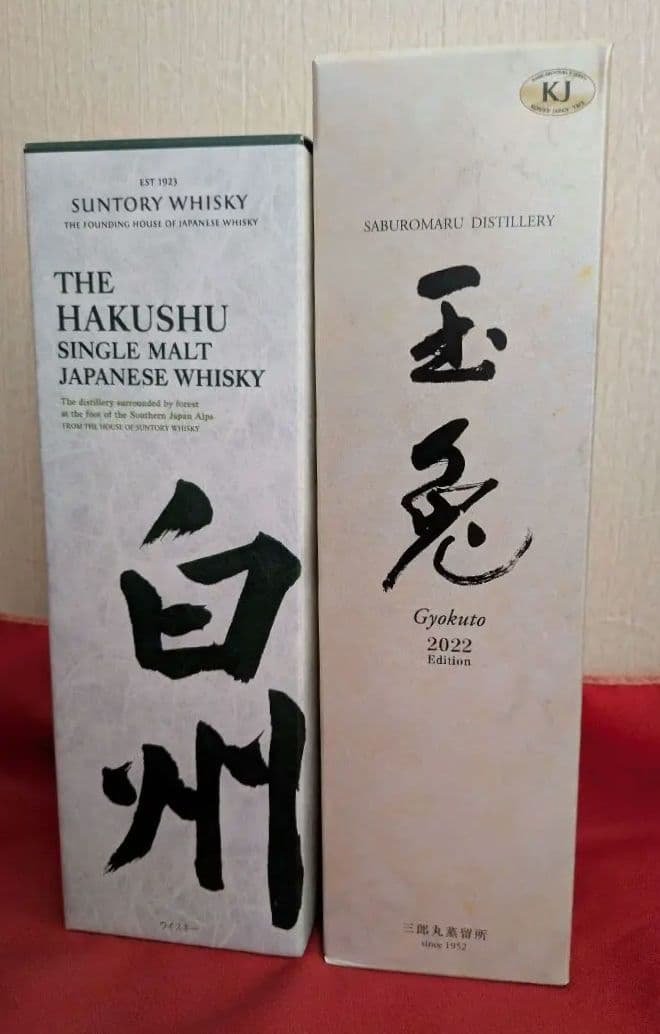 EST 1923
SUNTORY WHISKY
THE FOUNDING HOUSE OF JAPANESE WHISKY
THE
HAKUSHU
SINGLE MALT
JAPANESE WHISKY
The distillery surrounded by forest
at the foot of the Southern Japan Alps
FROM THE HOUSE OF SUNTORY WHISKY
白
州
ウイスキー
KJ
SABUROMARU DISTILLERY
玉
兎
Gyokuto
2022
Edition
三郎丸蒸留所
since 1952